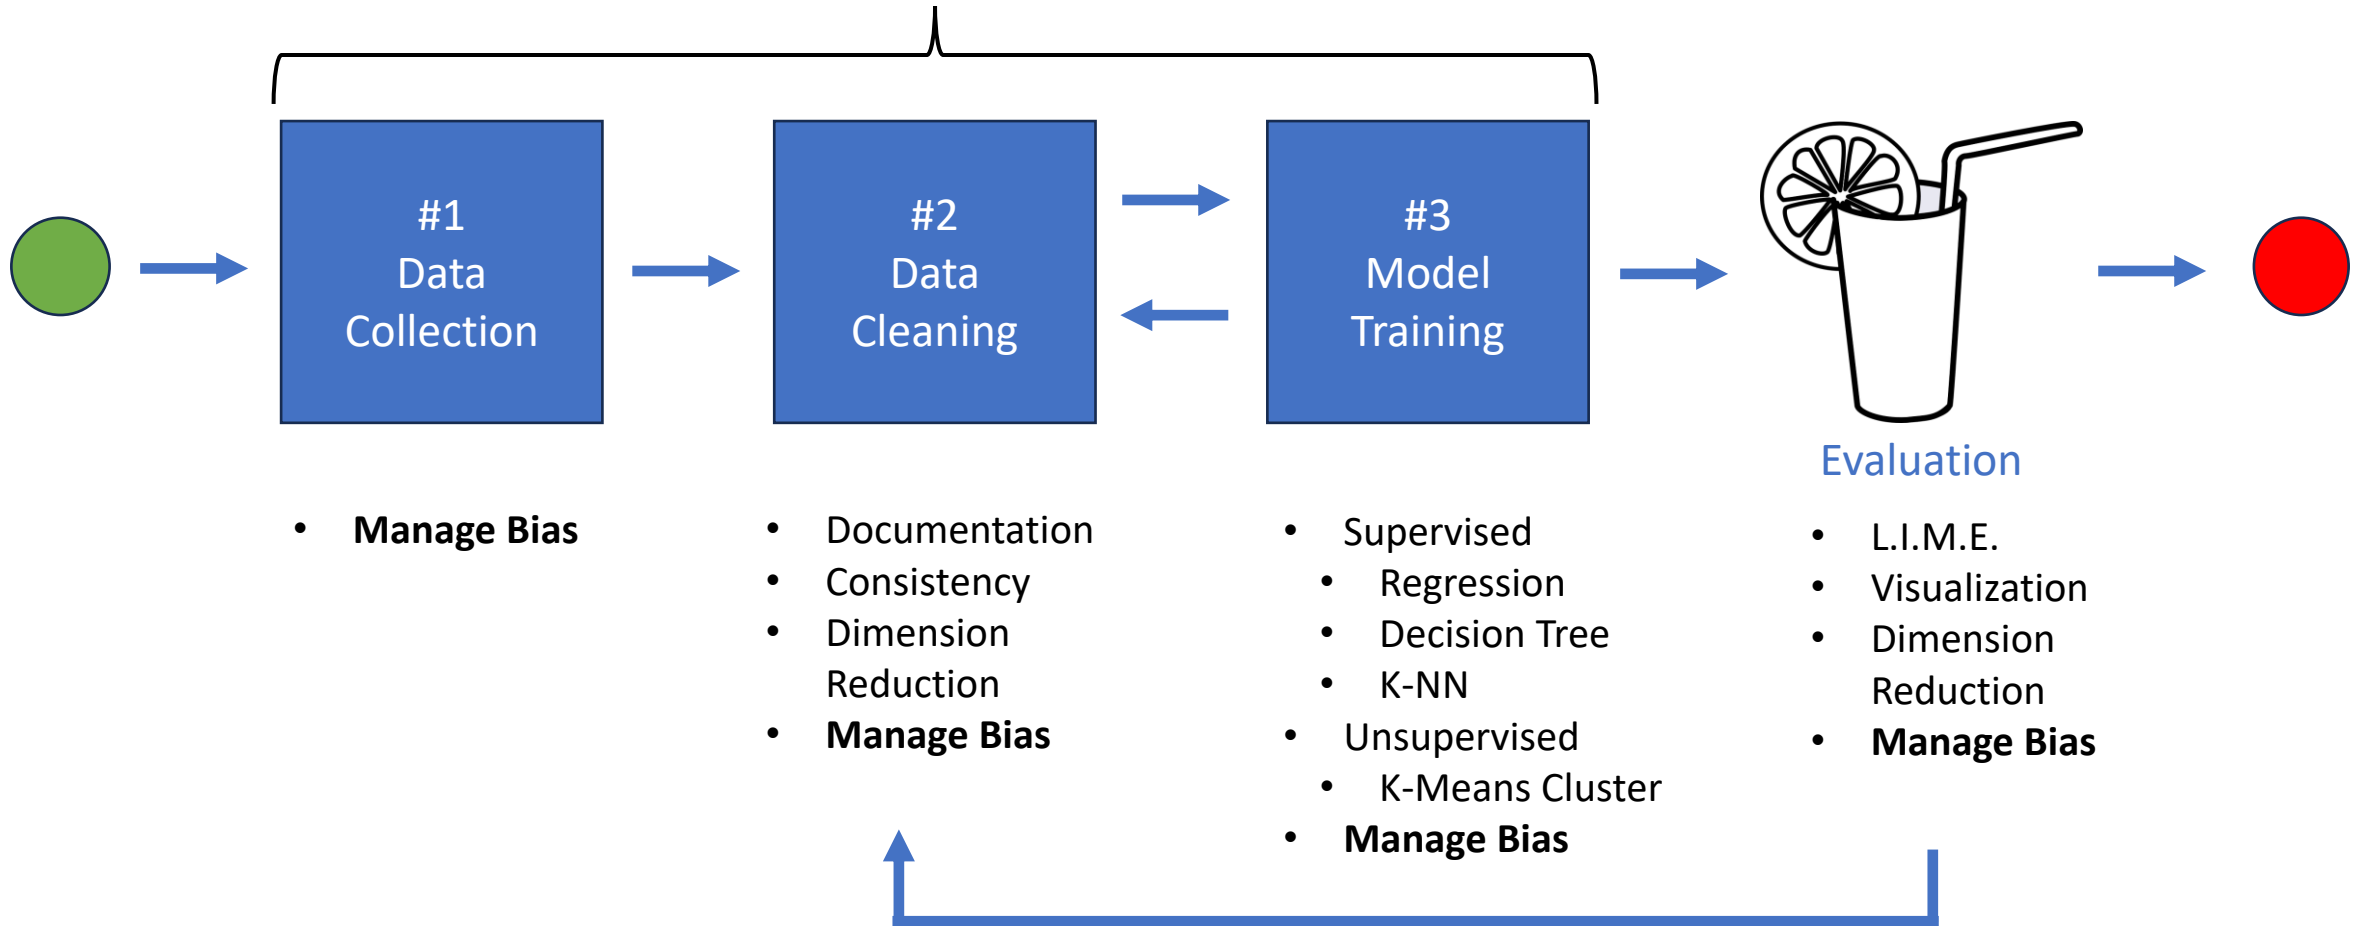 #1
Data
Collection
#2
Data
Cleaning
#3
Model
Training
Evaluation
• Manage Bias
• Documentation
• Consistency
• Dimension
Reduction
• Manage Bias
• Supervised
• Regression
• Decision Tree
• K-NN
• Unsupervised
• K-Means Cluster
• Manage Bias
• L.I.M.E.
• Visualization
• Dimension
Reduction
• Manage Bias